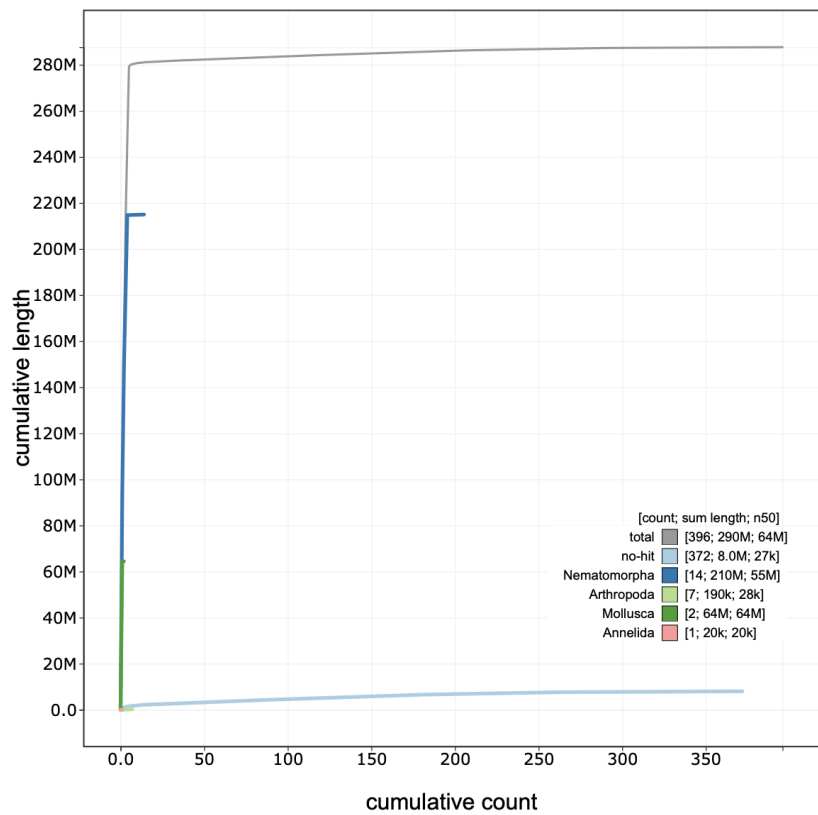 280M
260M
240M
220M
200M
180M
160M
140M
120M
100M
80M
60M
40M
20M
0.0
cumulative length
[count; sum length; n50]
total [396; 290M; 64M]
no-hit [372; 8.0M; 27k]
Nematomorpha [14; 210M; 55M]
Arthropoda [7; 190k; 28k]
Mollusca [2; 64M; 64M]
Annelida [1; 20k; 20k]
0.0 50 100 150 200 250 300 350
cumulative count